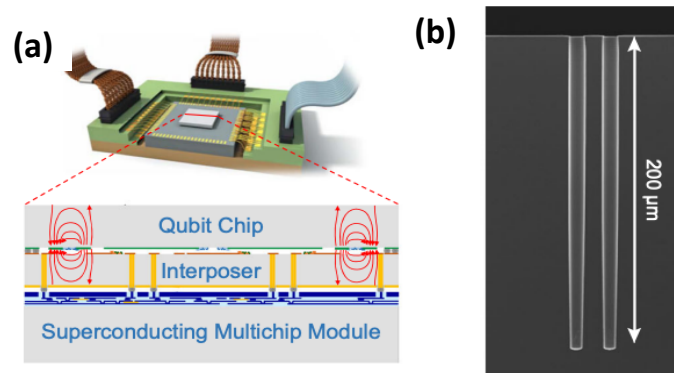 (a)
Qubit Chip
Interposer
Superconducting Multichip Module
(b)
200 µm